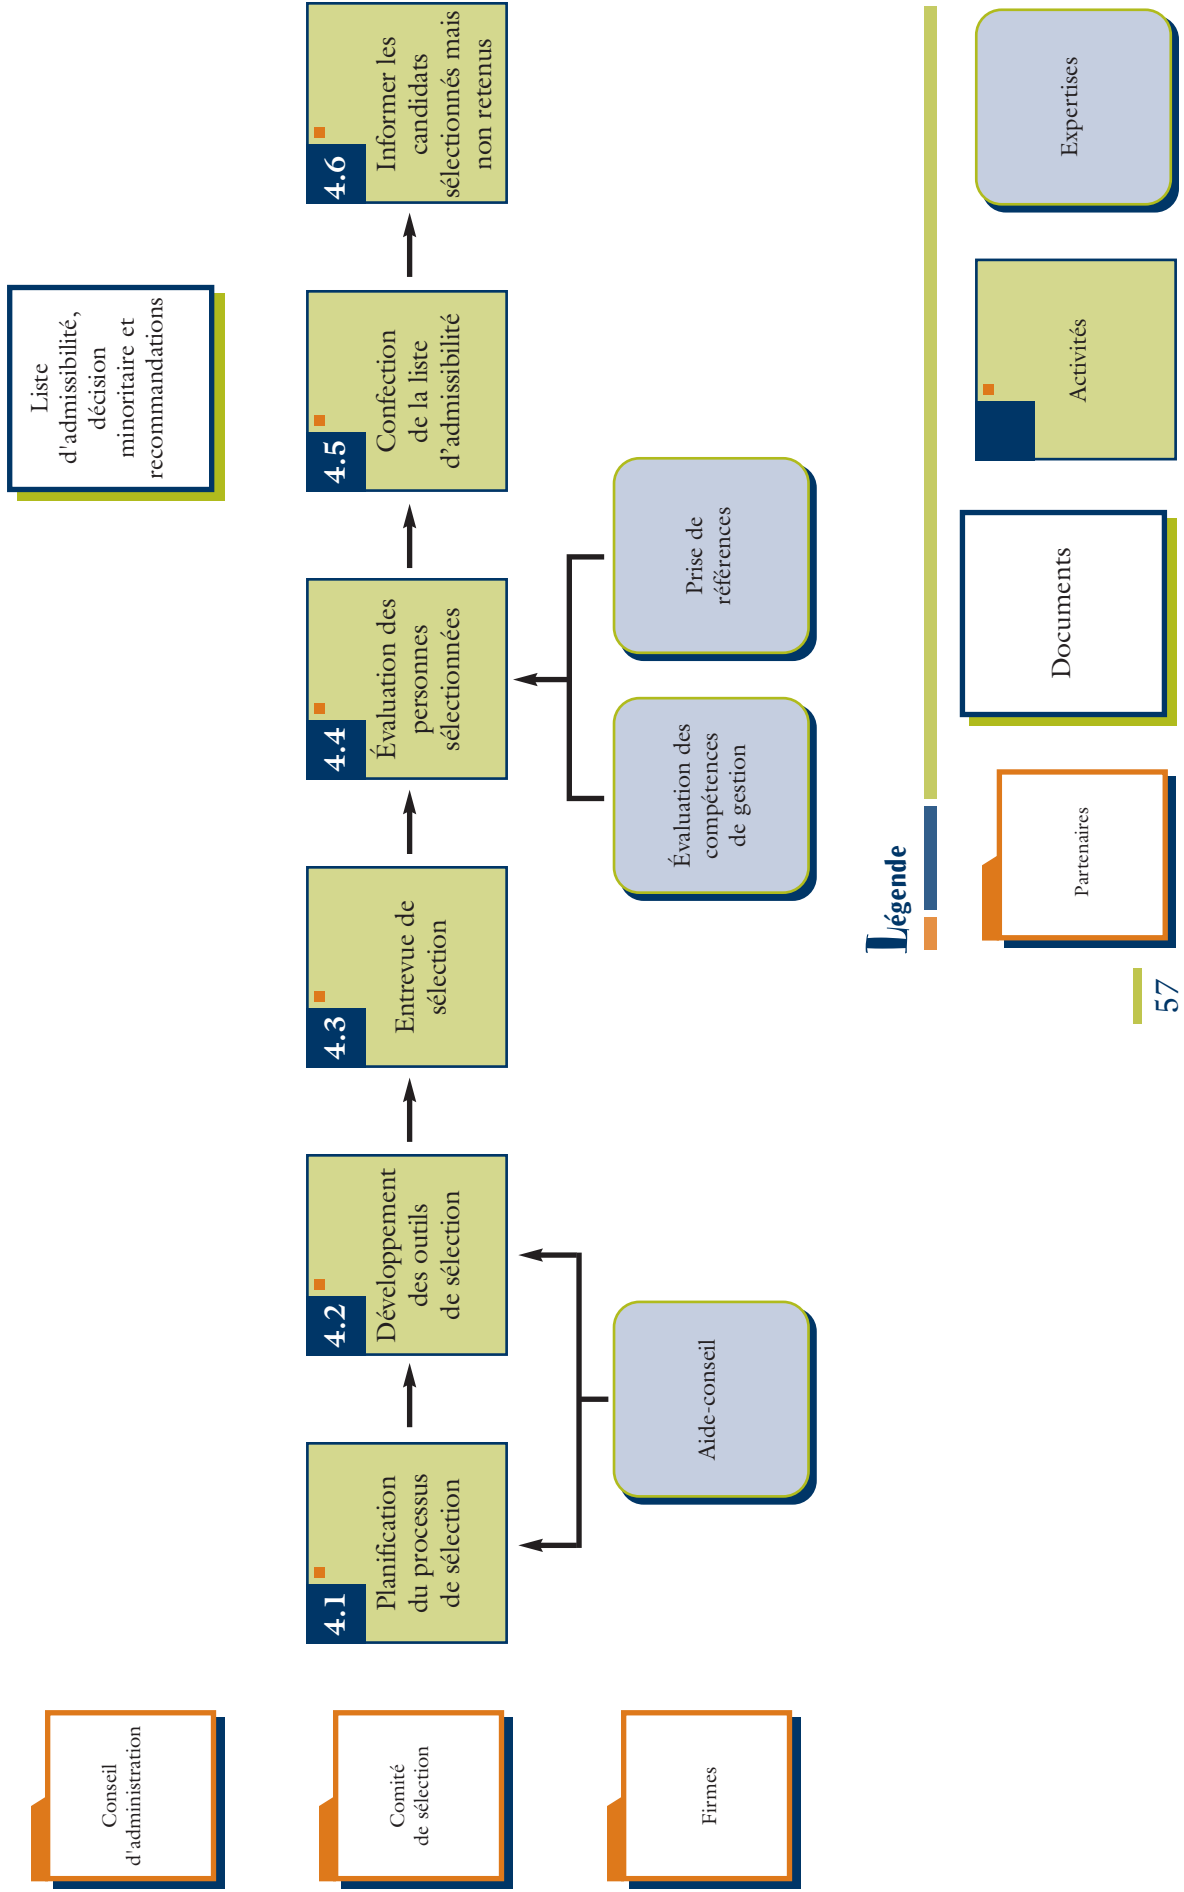 Conseil
d'administration
Liste
d'admissibilité,
décision
minoritaire et
recommandations
Comité
de sélection
4.1
Planification
du processus
de sélection
4.2
Développement
des outils
de sélection
4.3
Entrevue de
sélection
4.4
Évaluation des
personnes
sélectionnées
4.5
Confection
de la liste
d’admissibilité
4.6
Informer les
candidats
sélectionnés mais
non retenus
Firmes
Aide-conseil
Évaluation des
compétences
de gestion
Prise de
références
Légende
Partenaires
Documents
Activités
Expertises
57